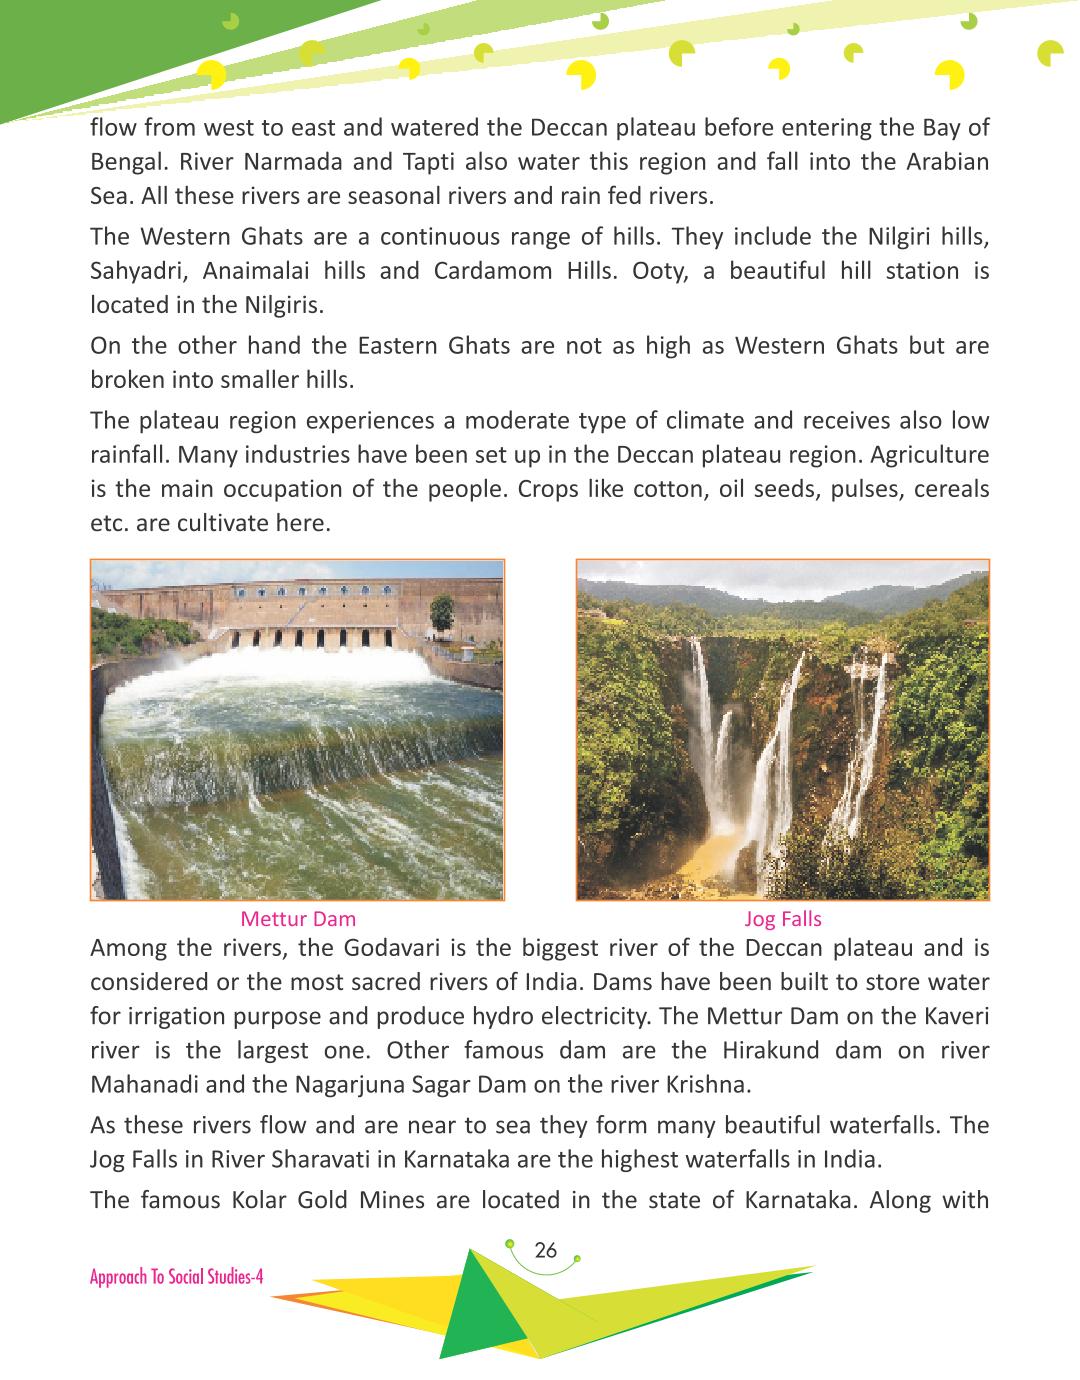 flow from west to east and watered the Deccan plateau before entering the Bay of
Bengal. River Narmada and Tapti also water this region and fall into the Arabian
Sea. All these rivers are seasonal rivers and rain fed rivers.
The Western Ghats are a continuous range of hills. They include the Nilgiri hills,
Sahyadri, Anaimalai hills and Cardamom Hills. Ooty, a beautiful hill station is
located in the Nilgiris.
On the other hand the Eastern Ghats are not as high as Western Ghats but are
broken into smaller hills.
The plateau region experiences a moderate type of climate and receives also low
rainfall. Many industries have been set up in the Deccan plateau region. Agriculture
is the main occupation of the people. Crops like cotton, oil seeds, pulses, cereals
etc. are cultivate here.
Mettur Dam
Jog Falls
Among the rivers, the Godavari is the biggest river of the Deccan plateau and is
considered or the most sacred rivers of India. Dams have been built to store water
for irrigation purpose and produce hydro electricity. The Mettur Dam on the Kaveri
river is the largest one. Other famous dam are the Hirakund dam on river
Mahanadi and the Nagarjuna Sagar Dam on the river Krishna.
As these rivers flow and are near to sea they form many beautiful waterfalls. The
Jog Falls in River Sharavati in Karnataka are the highest waterfalls in India.
The famous Kolar Gold Mines are located in the state of Karnataka. Along with
26
Approach To Social Studies-4